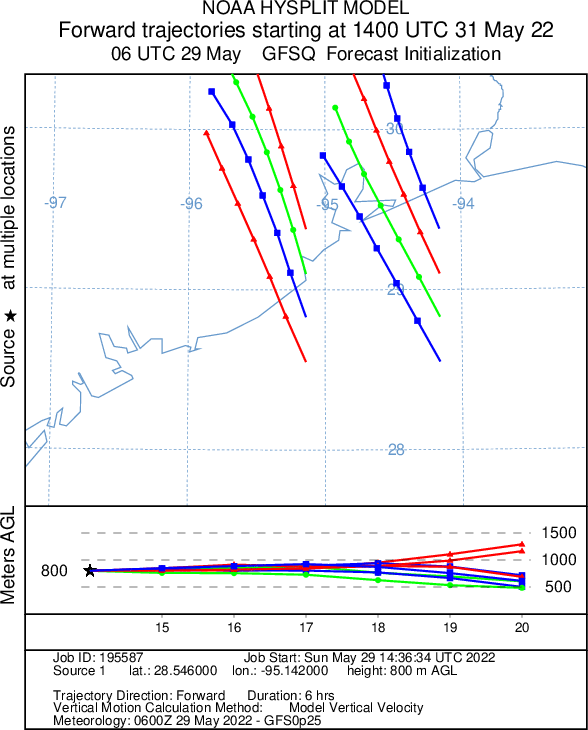 NOAA HYSPLIT MODEL
Forward trajectories starting at 1400 UTC 31 May 22
06 UTC 29 May GFSQ Forecast Initialization
Source ★ at multiple locations
30
-97
-96
-95
-94
29
28
Meters AGL
1500
1000
500
800
15 16 17 18 19 20
Job ID: 195587 Job Start: Sun May 29 14:36:34 UTC 2022
Source 1 lat.: 28.546000 lon.: -95.142000 height: 800 m AGL
Trajectory Direction: Forward Duration: 6 hrs
Vertical Motion Calculation Method: Model Vertical Velocity
Meteorology: 0600Z 29 May 2022 - GFS0p25